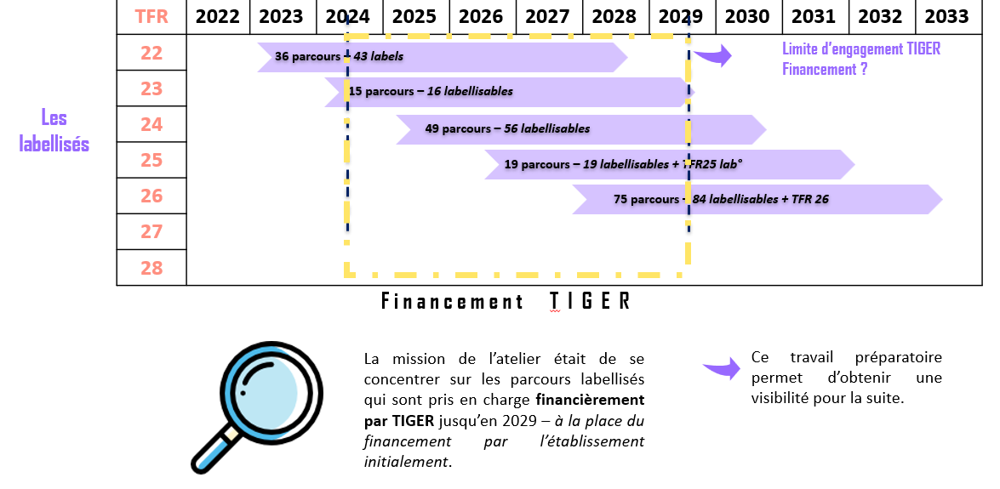 TFR 2022 2023 2024 2025 2026 2027 2028 2029 2030 2031 2032 2033
22 36 parcours – 43 labels
Limite d'engagement TIGER
Financement ?
23 15 parcours – 16 labellisables
Les
labellisés
24 49 parcours – 56 labellisables
25 19 parcours – 19 labellisables + TFR25 lab°
26 75 parcours – 84 labellisables + TFR 26
27
28
Financement TIGER
La mission de l'atelier était de se
concentrer sur les parcours labellisés
qui sont pris en charge financièrement
par TIGER jusqu'en 2029 – à la place du
financement par l'établissement
initialement.
Ce travail préparatoire
permet d'obtenir une
visibilité pour la suite.